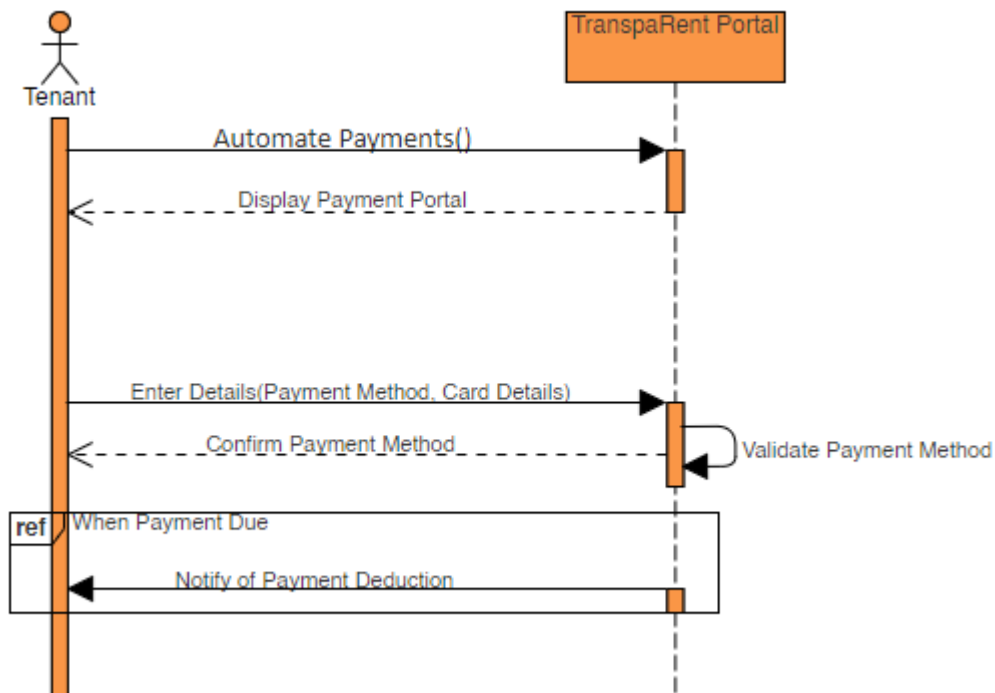 TranspaRent Portal
Tenant
Automate Payments()
Display Payment Portal
Enter Details(Payment Method, Card Details)
Confirm Payment Method
Validate Payment Method
ref
When Payment Due
Notify of Payment Deduction